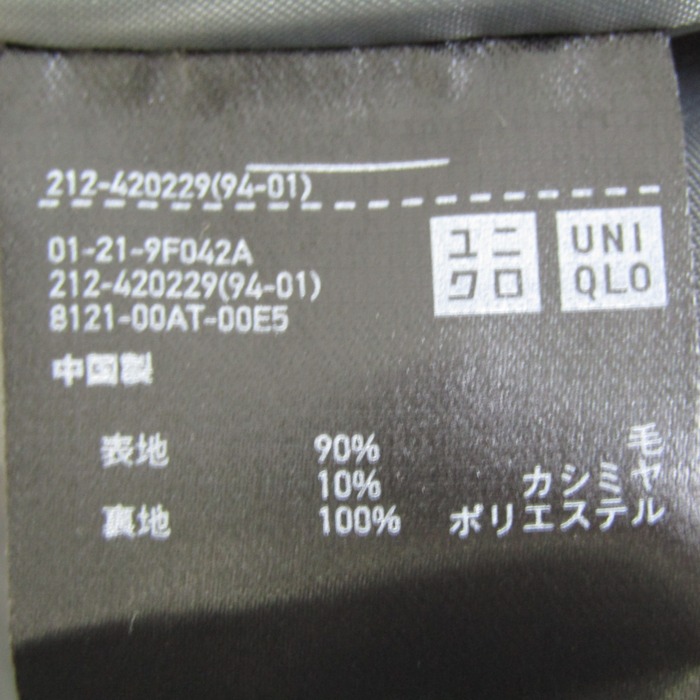 212-420229(94-01)
01-21-9F042A
212-420229(94-01)
8121-00AT-00E5
中国製
ユニ
クロ
UNI
QLO
表地 90% 毛
10% カシミヤ
裏地 100% ポリエステル